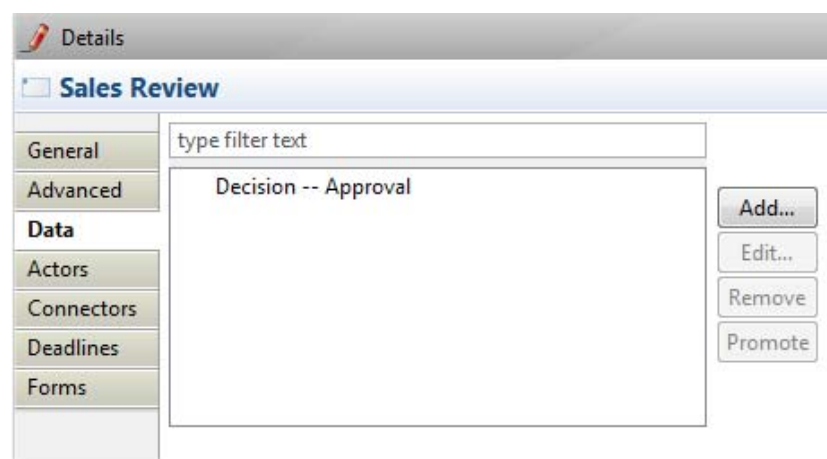 Details
Sales Review
General
Advanced
Data
Actors
Connectors
Deadlines
Forms
type filter text
Decision -- Approval
Add...
Edit...
Remove
Promote